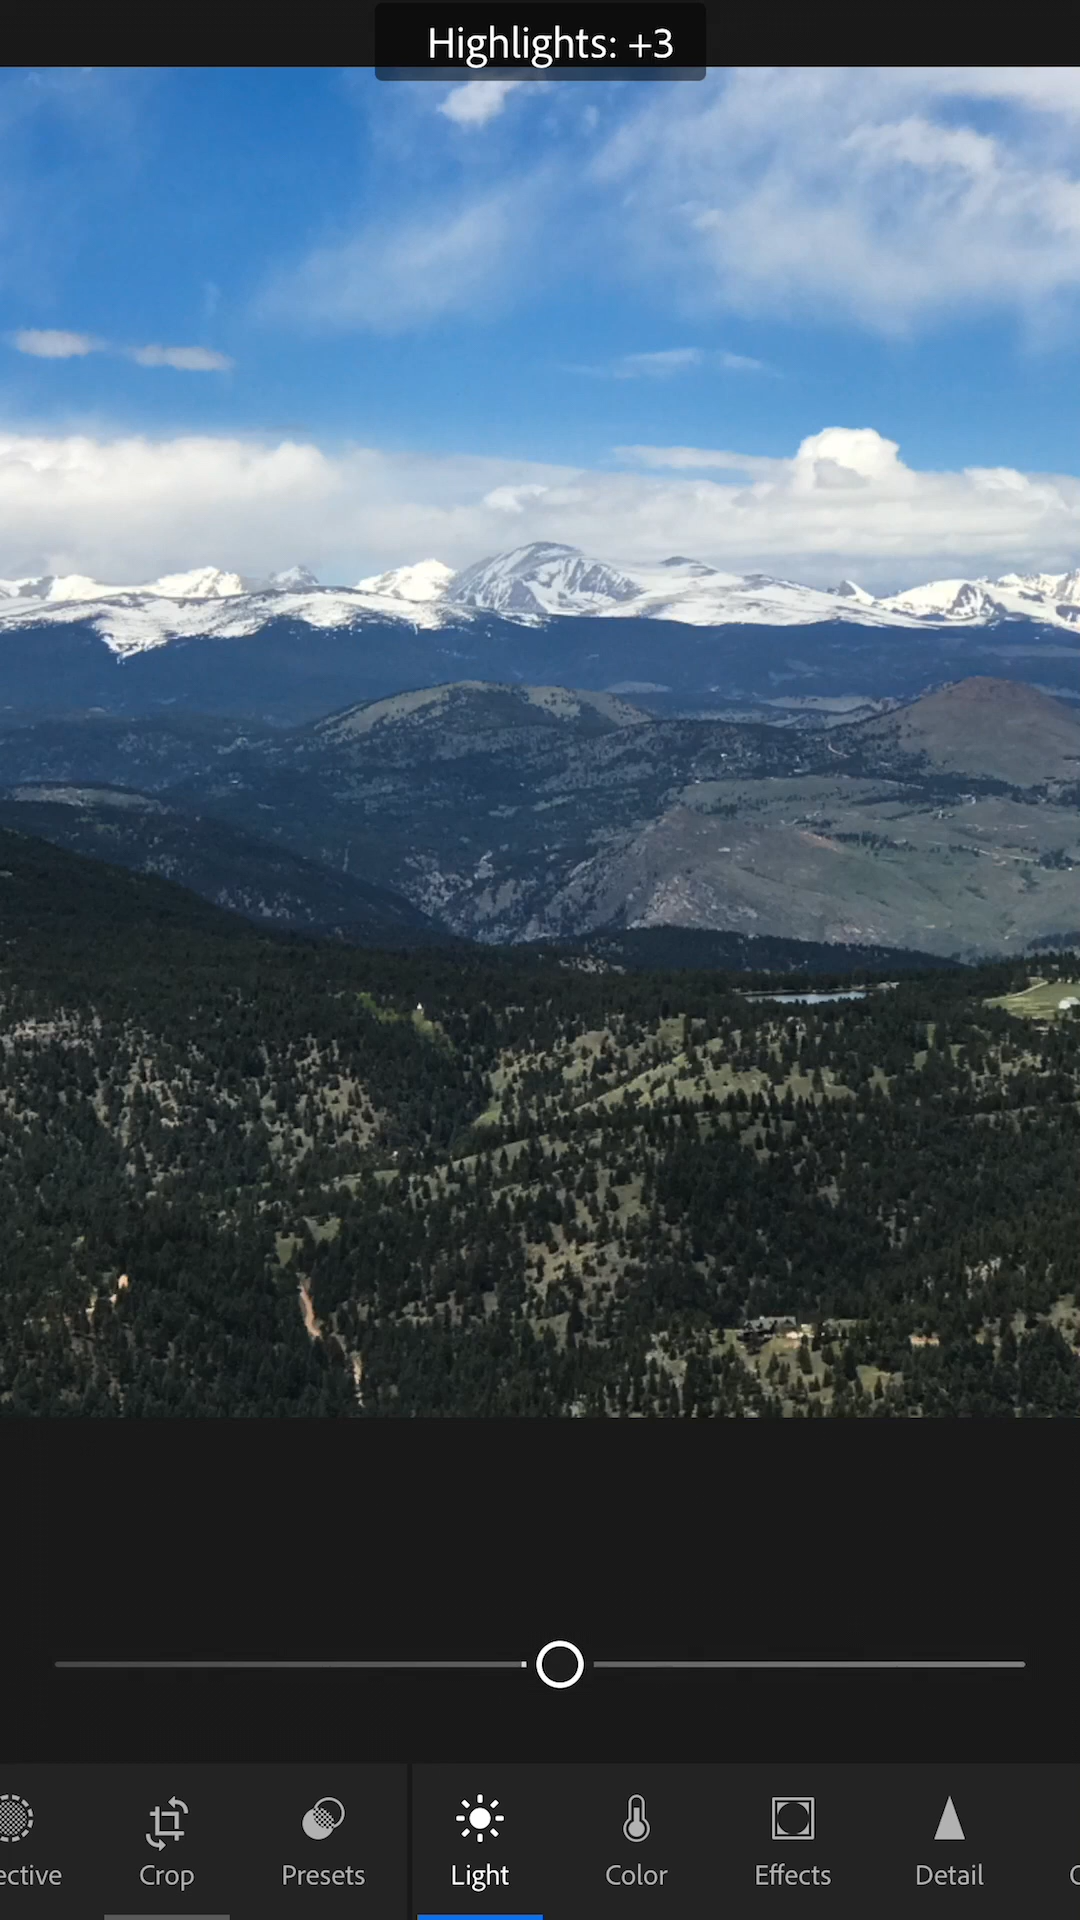 Highlights: +3
ective
Crop
Presets
Light
Color
Effects
Detail